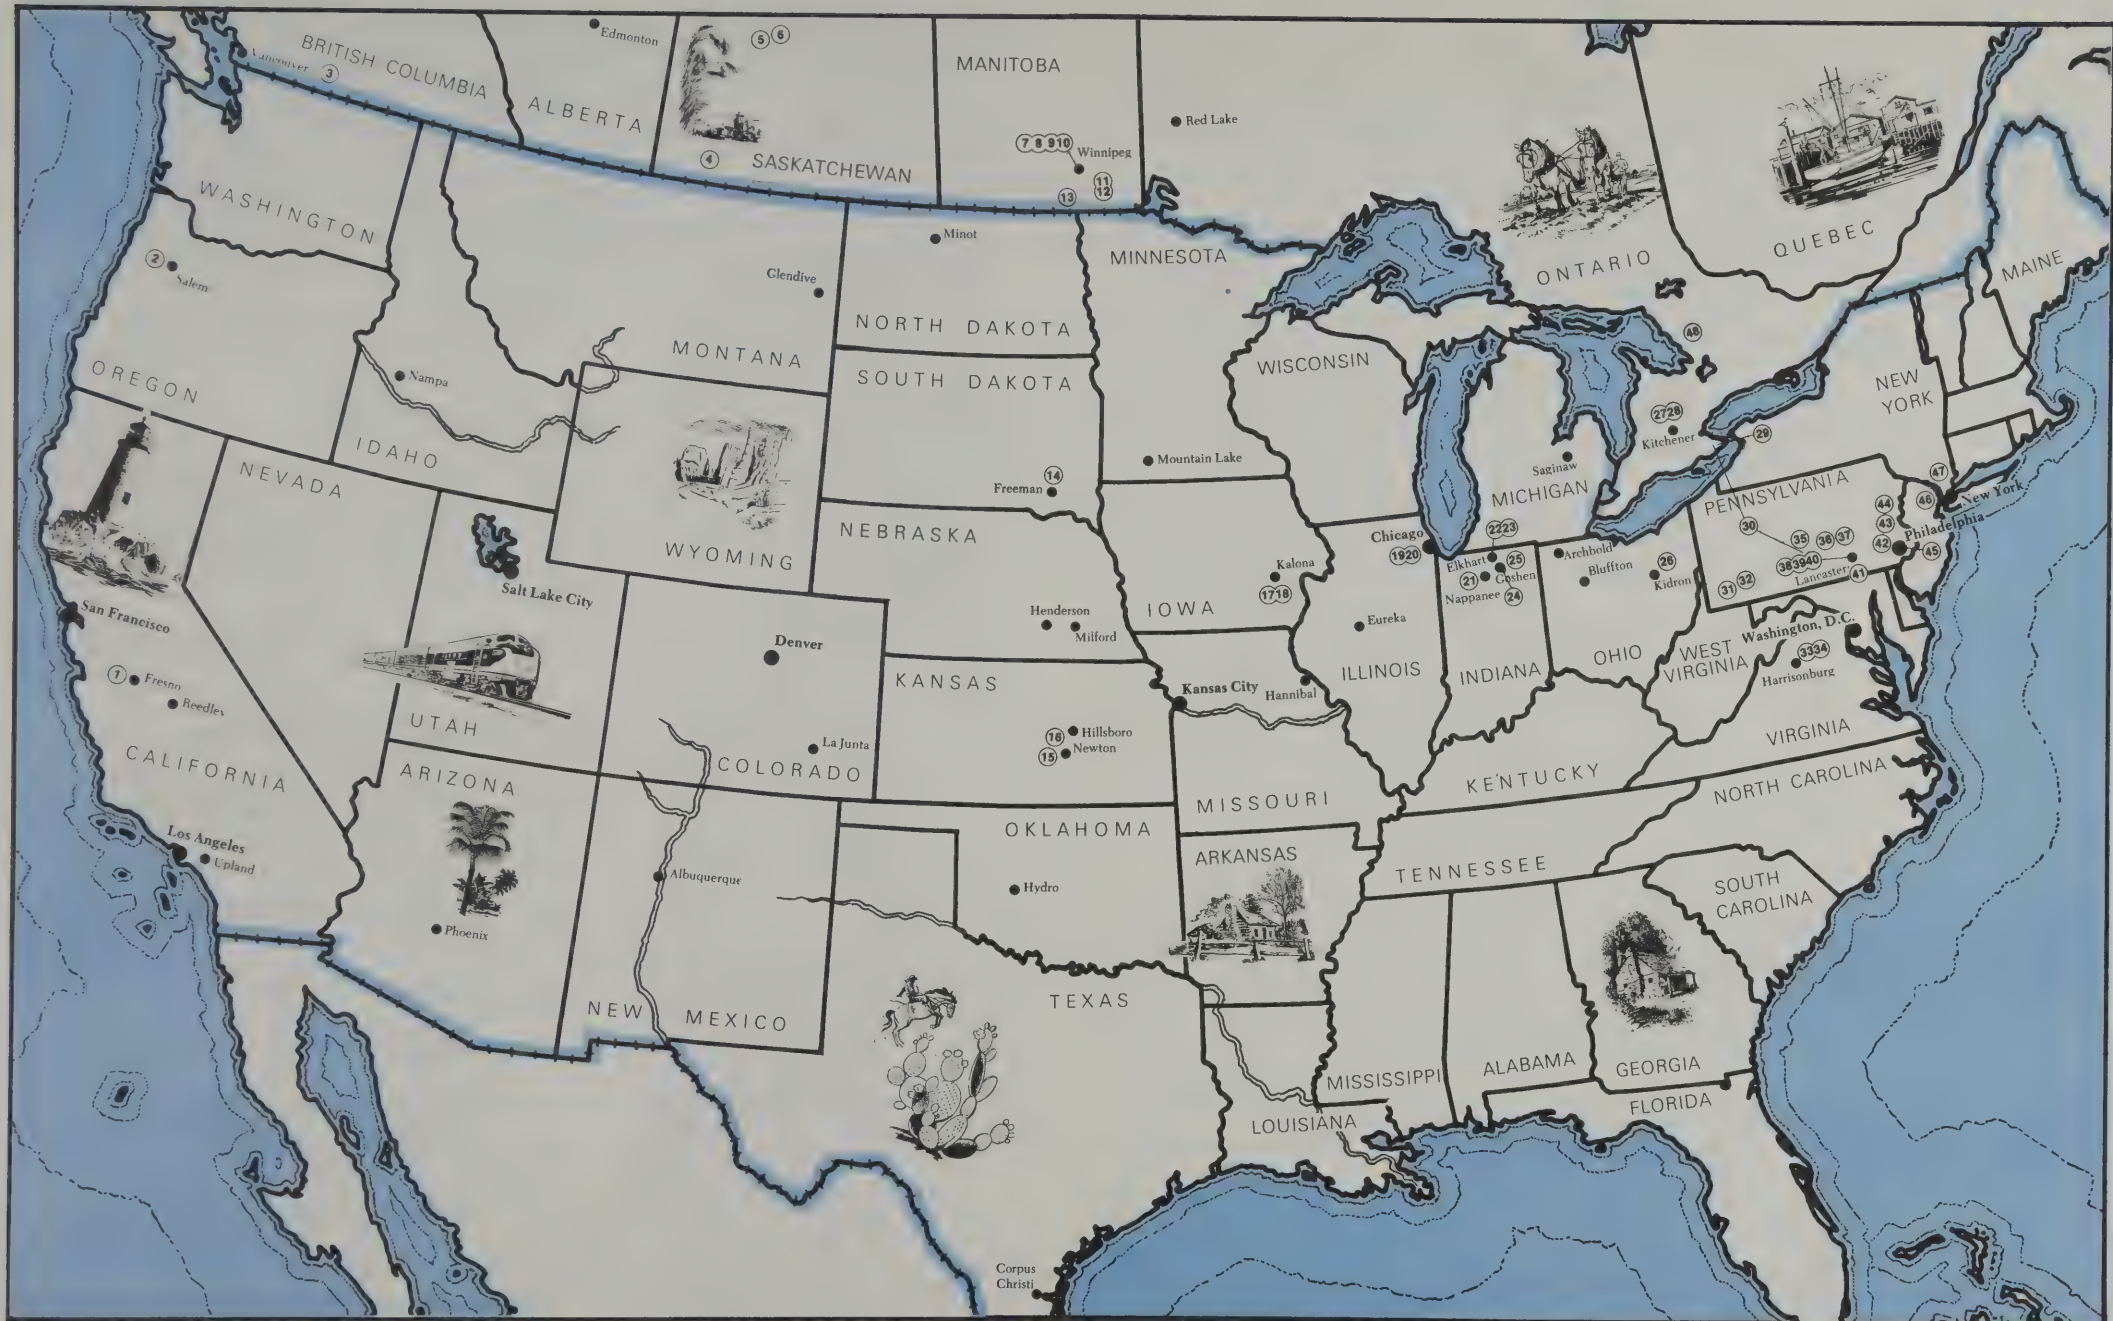 Edmonton
5 6
BRITISH COLUMBIA
Vancouver 3
ALBERTA
4 SASKATCHEWAN
MANITOBA
7 8 9 10
Winnipeg
11
12
13
Red Lake
ONTARIO
QUEBEC
MAINE
WASHINGTON
2
Salem
OREGON
Nampa
IDAHO
Glendive
MONTANA
Minot
NORTH DAKOTA
SOUTH DAKOTA
14
Freeman
MINNESOTA
Mountain Lake
WISCONSIN
48
27 28
Kitchener
29
NEW
YORK
Saginaw
MICHIGAN
NEVADA
WYOMING
NEBRASKA
Henderson
Milford
Kalona
17 18
IOWA
Chicago
19 20
Eureka
ILLINOIS
22 23
Elkhart
25
Goshen
21
Nappanee 24
INDIANA
Archbold
Bluffton
26
Kidron
OHIO
PENNSYLVANIA
30
35 36 37
38 39 40
Lancaster
41
31 32
47
46 New York
44
43
Philadelphia
42
45
Washington, D.C.
WEST
VIRGINIA
33 34
Harrisonburg
VIRGINIA
Salt Lake City
UTAH
Denver
La Junta
COLORADO
San Francisco
1 Fresno
Reedley
CALIFORNIA
Los Angeles
Upland
KANSAS
16 Hillsboro
15 Newton
Kansas City
Hannibal
MISSOURI
KENTUCKY
NORTH CAROLINA
TENNESSEE
SOUTH
CAROLINA
ARIZONA
Phoenix
Albuquerque
NEW MEXICO
OKLAHOMA
Hydro
ARKANSAS
TEXAS
Corpus
Christi
LOUISIANA
MISSISSIPPI
ALABAMA
GEORGIA
FLORIDA